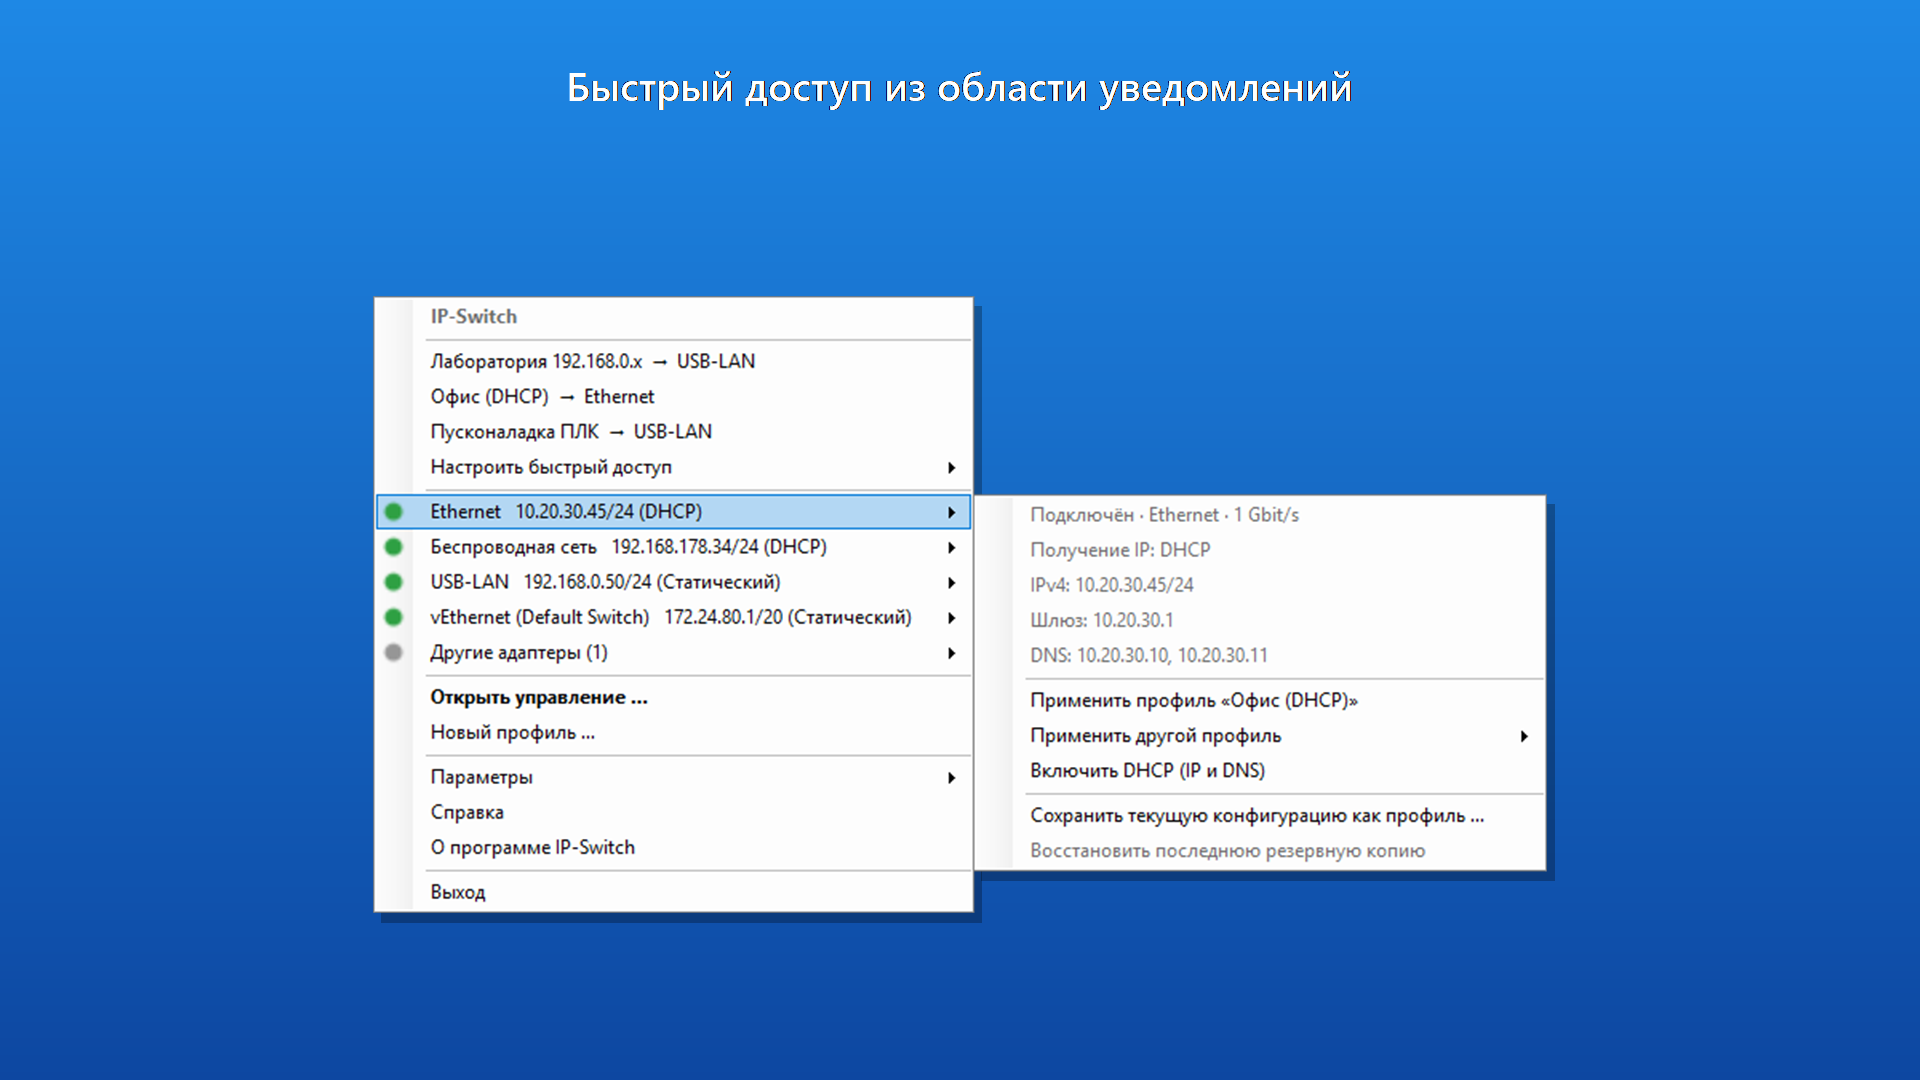 Быстрый доступ из области уведомлений
IP-Switch
Лаборатория 192.168.0.x → USB-LAN
Офис (DHCP) → Ethernet
Пусконаладка ПЛК → USB-LAN
Настроить быстрый доступ
Ethernet 10.20.30.45/24 (DHCP)
Беспроводная сеть 192.168.178.34/24 (DHCP)
USB-LAN 192.168.0.50/24 (Статический)
vEthernet (Default Switch) 172.24.80.1/20 (Статический)
Другие адаптеры (1)
Открыть управление ...
Новый профиль ...
Параметры
Справка
О программе IP-Switch
Выход
Подключён · Ethernet · 1 Gbit/s
Получение IP: DHCP
IPv4: 10.20.30.45/24
Шлюз: 10.20.30.1
DNS: 10.20.30.10, 10.20.30.11
Применить профиль «Офис (DHCP)»
Применить другой профиль
Включить DHCP (IP и DNS)
Сохранить текущую конфигурацию как профиль ...
Восстановить последнюю резервную копию